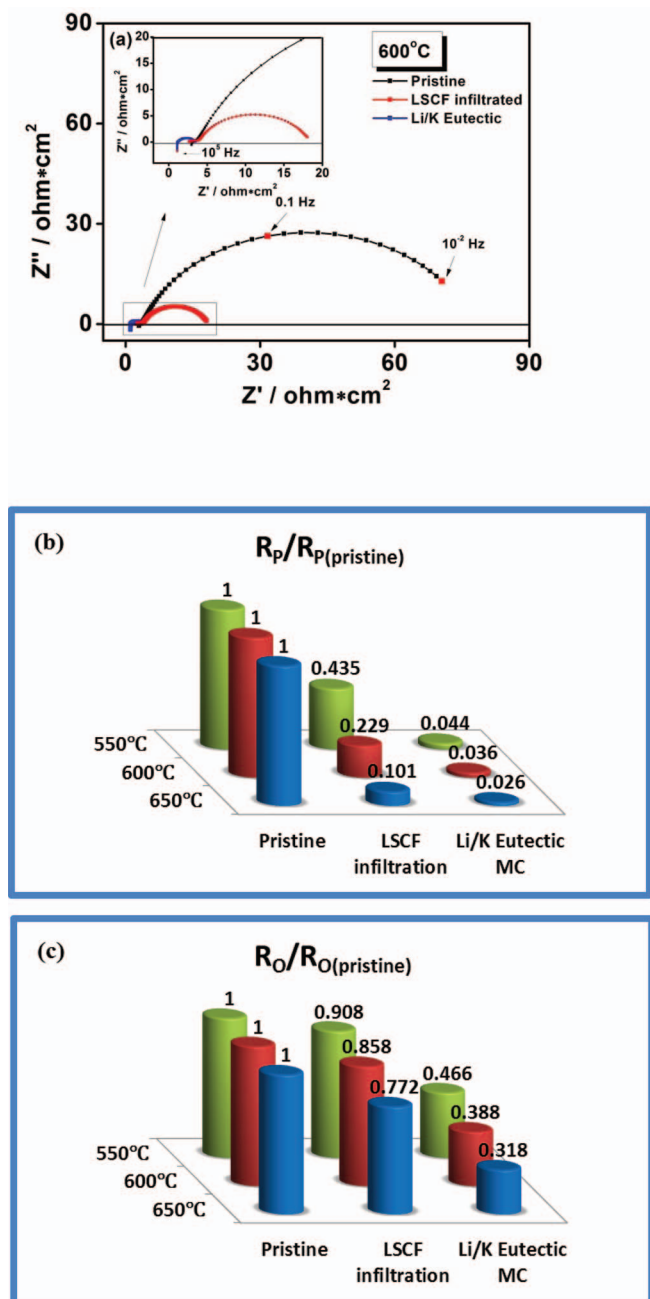 90
60
30
0
Z'' / ohm*cm²
(a)
20
15
10
5
0
Z'' / ohm*cm²
10⁵ Hz
0
5
10
15
20
Z' / ohm*cm²
600°C
Pristine
LSCF infiltrated
Li/K Eutectic
0.1 Hz
10⁻² Hz
0
30
60
90
Z' / ohm*cm²
(b)
R_P/R_P(pristine)
1
1
1
0.435
0.229
0.101
0.044
0.036
0.026
550°C
600°C
650°C
Pristine
LSCF
infiltration
Li/K Eutectic
MC
(c)
R_O/R_O(pristine)
1
1
1
0.908
0.858
0.772
0.466
0.388
0.318
550°C
600°C
650°C
Pristine
LSCF
infiltration
Li/K Eutectic
MC